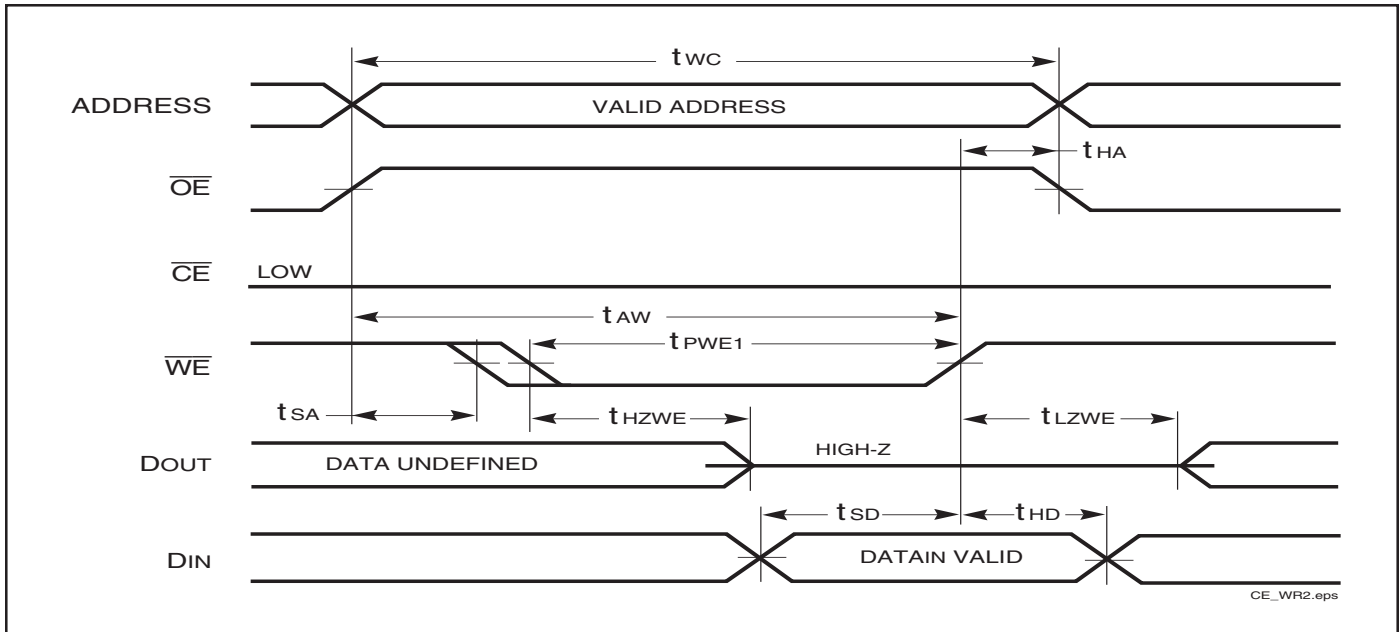 tWC
ADDRESS VALID ADDRESS
tHA
OE
CE LOW
tAW
tPWE1
WE
tSA tHZWE tLZWE
DOUT DATA UNDEFINED HIGH-Z
tSD tHD
DIN DATAIN VALID
CE_WR2.eps